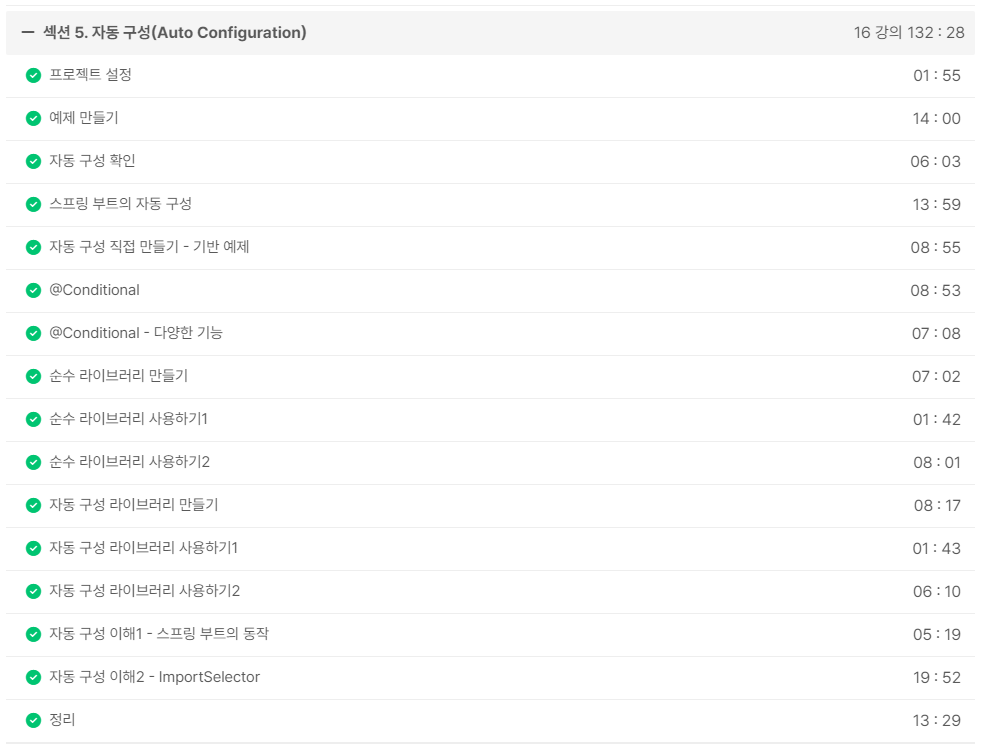 섹션 5. 자동 구성(Auto Configuration) 16 강의 132 : 28
프로젝트 설정 01 : 55
예제 만들기 14 : 00
자동 구성 확인 06 : 03
스프링 부트의 자동 구성 13 : 59
자동 구성 직접 만들기 - 기반 예제 08 : 55
@Conditional 08 : 53
@Conditional - 다양한 기능 07 : 08
순수 라이브러리 만들기 07 : 02
순수 라이브러리 사용하기1 01 : 42
순수 라이브러리 사용하기2 08 : 01
자동 구성 라이브러리 만들기 08 : 17
자동 구성 라이브러리 사용하기1 01 : 43
자동 구성 라이브러리 사용하기2 06 : 10
자동 구성 이해1 - 스프링 부트의 동작 05 : 19
자동 구성 이해2 - ImportSelector 19 : 52
정리 13 : 29